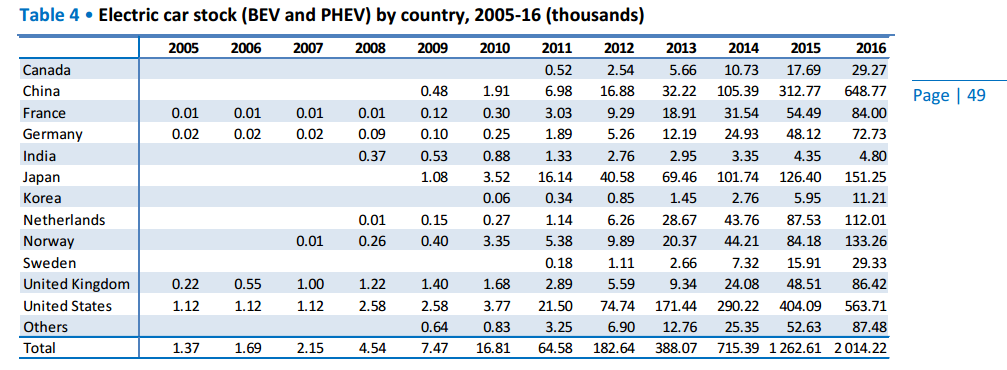 Table 4 • Electric car stock (BEV and PHEV) by country, 2005-16 (thousands)
2005 2006 2007 2008 2009 2010 2011 2012 2013 2014 2015 2016
Canada 0.52 2.54 5.66 10.73 17.69 29.27
China 0.48 1.91 6.98 16.88 32.22 105.39 312.77 648.77
France 0.01 0.01 0.01 0.01 0.12 0.30 3.03 9.29 18.91 31.54 54.49 84.00
Germany 0.02 0.02 0.02 0.09 0.10 0.25 1.89 5.26 12.19 24.93 48.12 72.73
India 0.37 0.53 0.88 1.33 2.76 2.95 3.35 4.35 4.80
Japan 1.08 3.52 16.14 40.58 69.46 101.74 126.40 151.25
Korea 0.06 0.34 0.85 1.45 2.76 5.95 11.21
Netherlands 0.01 0.15 0.27 1.14 6.26 28.67 43.76 87.53 112.01
Norway 0.01 0.26 0.40 3.35 5.38 9.89 20.37 44.21 84.18 133.26
Sweden 0.18 1.11 2.66 7.32 15.91 29.33
United Kingdom 0.22 0.55 1.00 1.22 1.40 1.68 2.89 5.59 9.34 24.08 48.51 86.42
United States 1.12 1.12 1.12 2.58 2.58 3.77 21.50 74.74 171.44 290.22 404.09 563.71
Others 0.64 0.83 3.25 6.90 12.76 25.35 52.63 87.48
Total 1.37 1.69 2.15 4.54 7.47 16.81 64.58 182.64 388.07 715.39 1 262.61 2 014.22
Page | 49